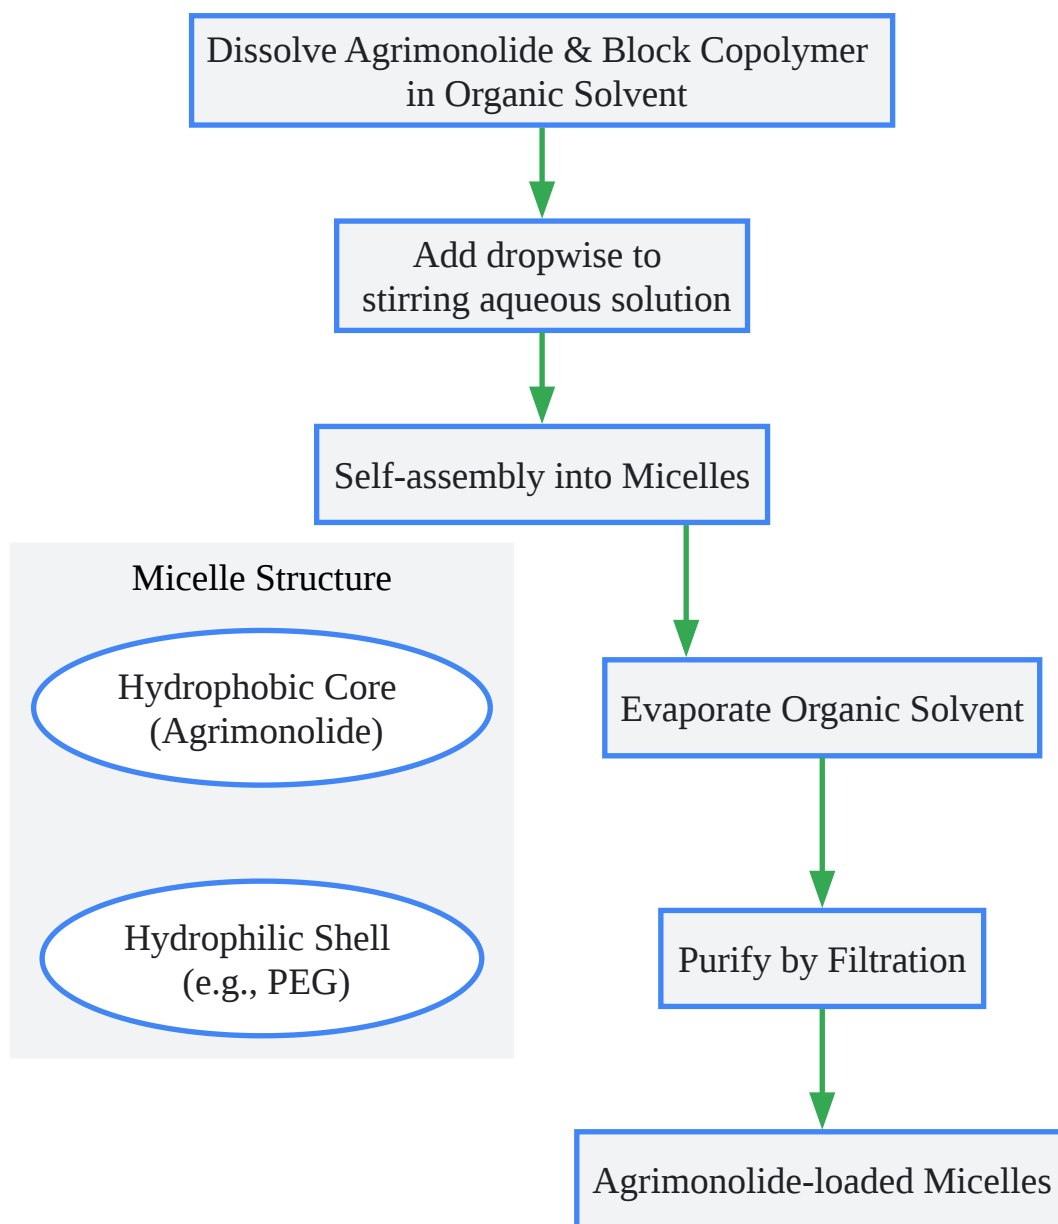 Dissolve Agrimonolide & Block Copolymer
in Organic Solvent
Add dropwise to
stirring aqueous solution
Self-assembly into Micelles
Micelle Structure
Hydrophobic Core
(Agrimonolide)
Hydrophilic Shell
(e.g., PEG)
Evaporate Organic Solvent
Purify by Filtration
Agrimonolide-loaded Micelles